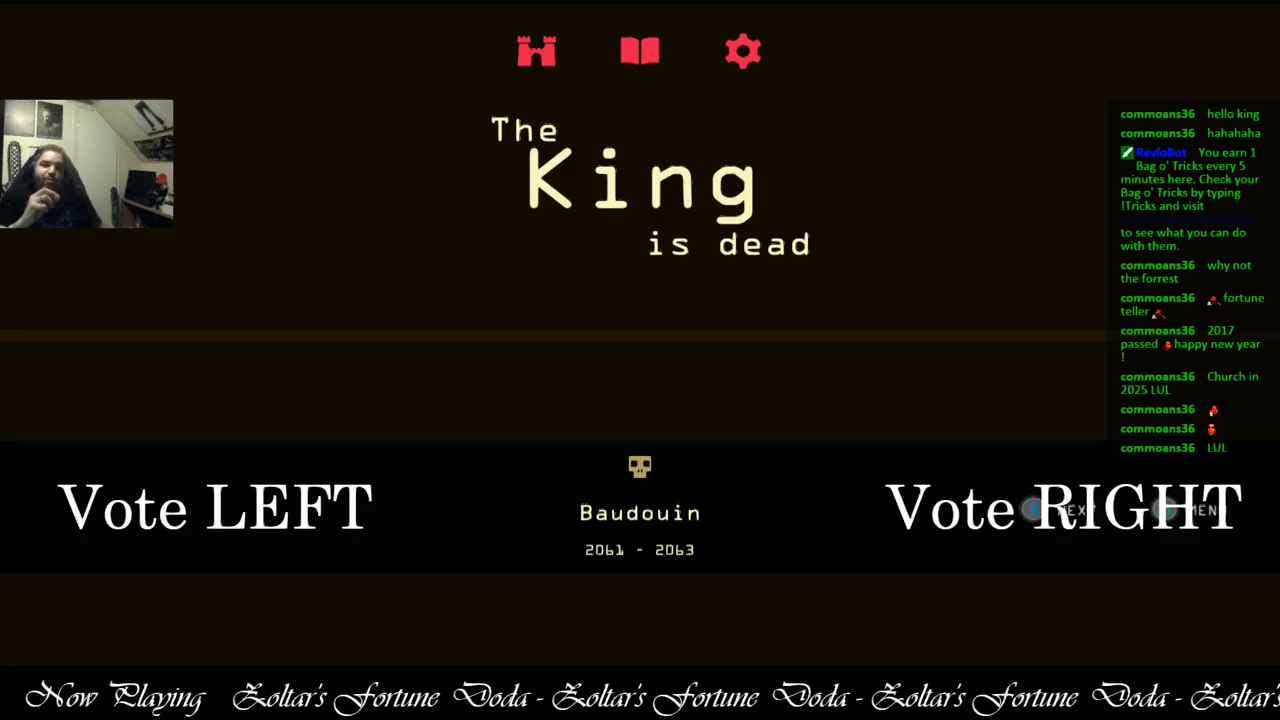 The
King
is dead
commoans36 hello king
commoans36 hahahaha
RevloBot You earn 1
Bag o' Tricks every 5
minutes here. Check your
Bag o' Tricks by typing
!Tricks and visit
to see what you can do
with them.
commoans36 why not
the forrest
commoans36 fortune
teller
commoans36 2017
passed happy new year
!
commoans36 Church in
2025 LUL
commoans36
commoans36
commoans36 LUL
Vote LEFT
Baudouin
2061 - 2063
Vote RIGHT
NEXT
MENU
Now Playing Zoltar's Fortune Doda - Zoltar's Fortune Doda - Zoltar's Fortune Doda - Zoltar's